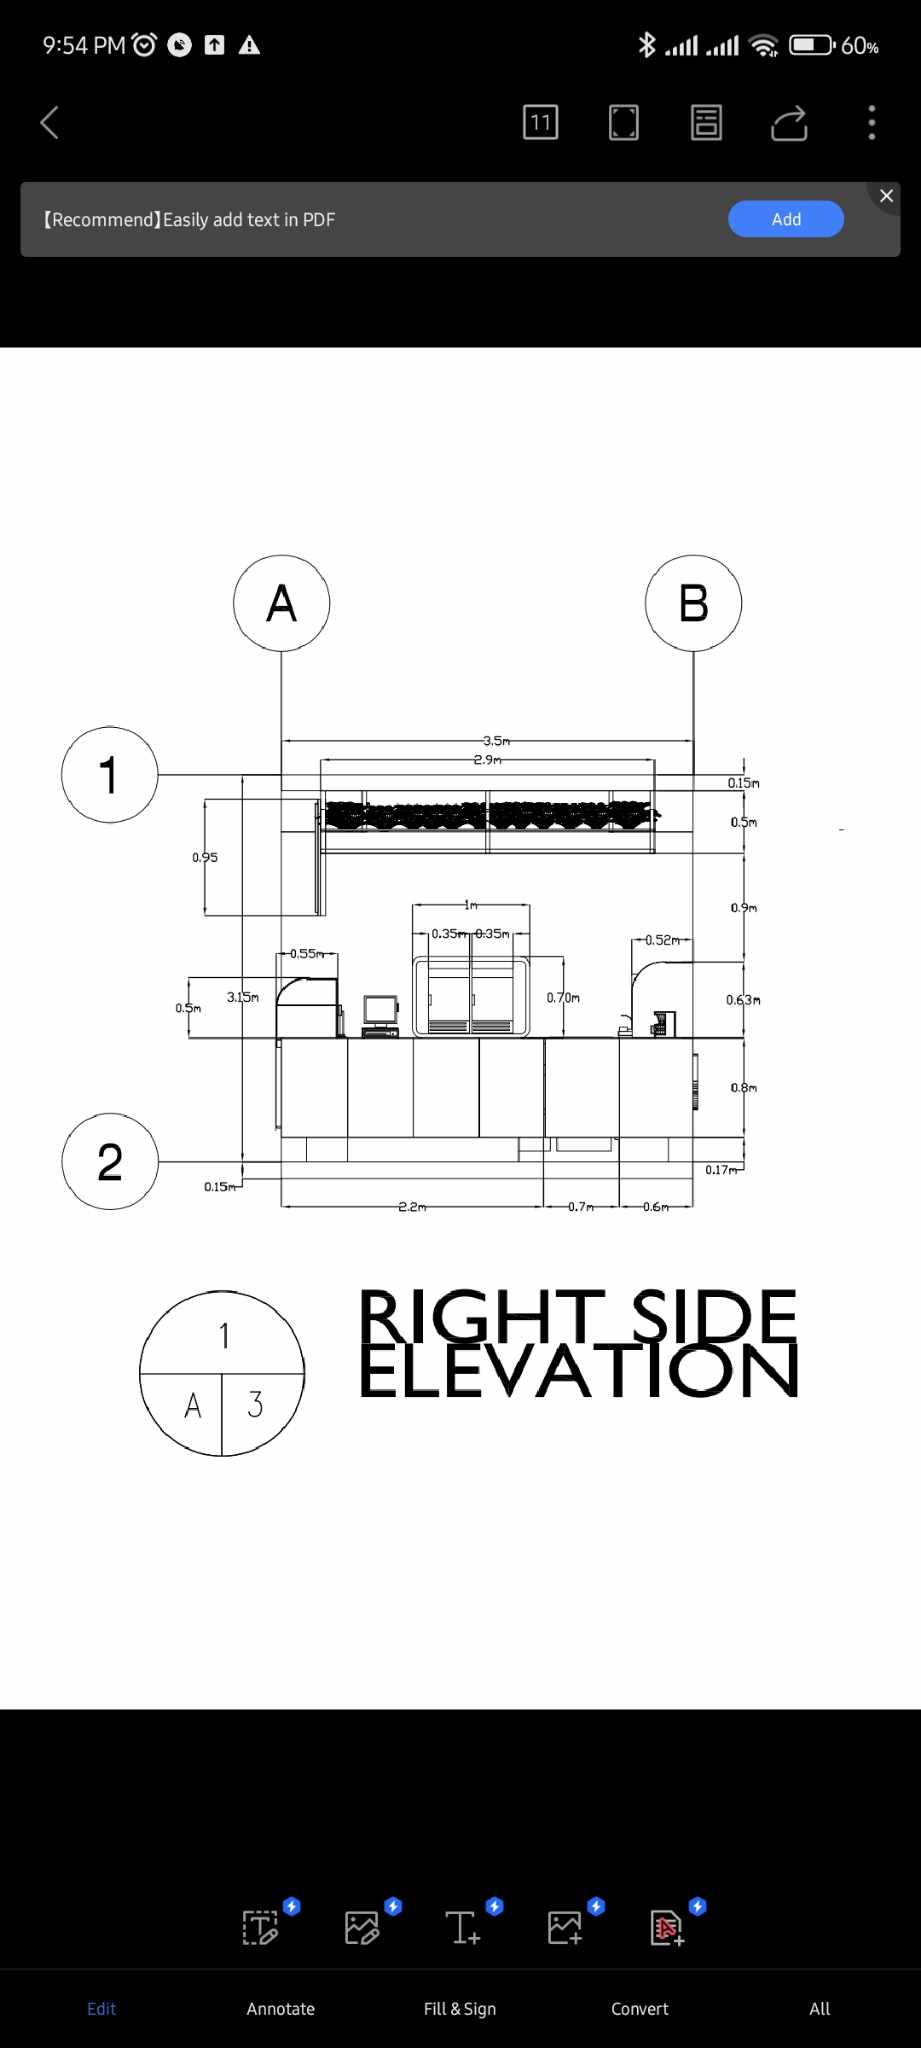 9:54 PM
60%
11
【Recommend】Easily add text in PDF
Add
A
B
3.5m
2.9m
1
0.15m
0.5m
0.95
0.9m
1m
0.35m
0.35m
0.52m
0.55m
0.5m
3.15m
0.70m
0.63m
0.8m
2
0.17m
0.15m
2.2m
0.7m
0.6m
1
A
3
RIGHT SIDE
ELEVATION
Edit
Annotate
Fill & Sign
Convert
All